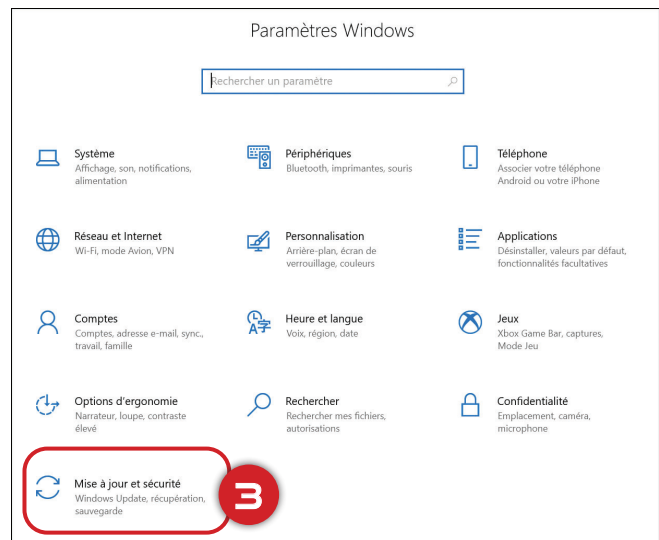 Paramètres Windows
Rechercher un paramètre
Système
Affichage, son, notifications,
alimentation
Périphériques
Bluetooth, imprimantes, souris
Téléphone
Associer votre téléphone
Android ou votre iPhone
Réseau et Internet
Wi-Fi, mode Avion, VPN
Personnalisation
Arrière-plan, écran de
verrouillage, couleurs
Applications
Désinstaller, valeurs par défaut,
fonctionnalités facultatives
Comptes
Comptes, adresse e-mail, sync.,
travail, famille
Heure et langue
Voix, région, date
Jeux
Xbox Game Bar, captures,
Mode Jeu
Options d'ergonomie
Narrateur, loupe, contraste
élevé
Rechercher
Rechercher mes fichiers,
autorisations
Confidentialité
Emplacement, caméra,
microphone
Mise à jour et sécurité
Windows Update, récupération,
sauvegarde
3